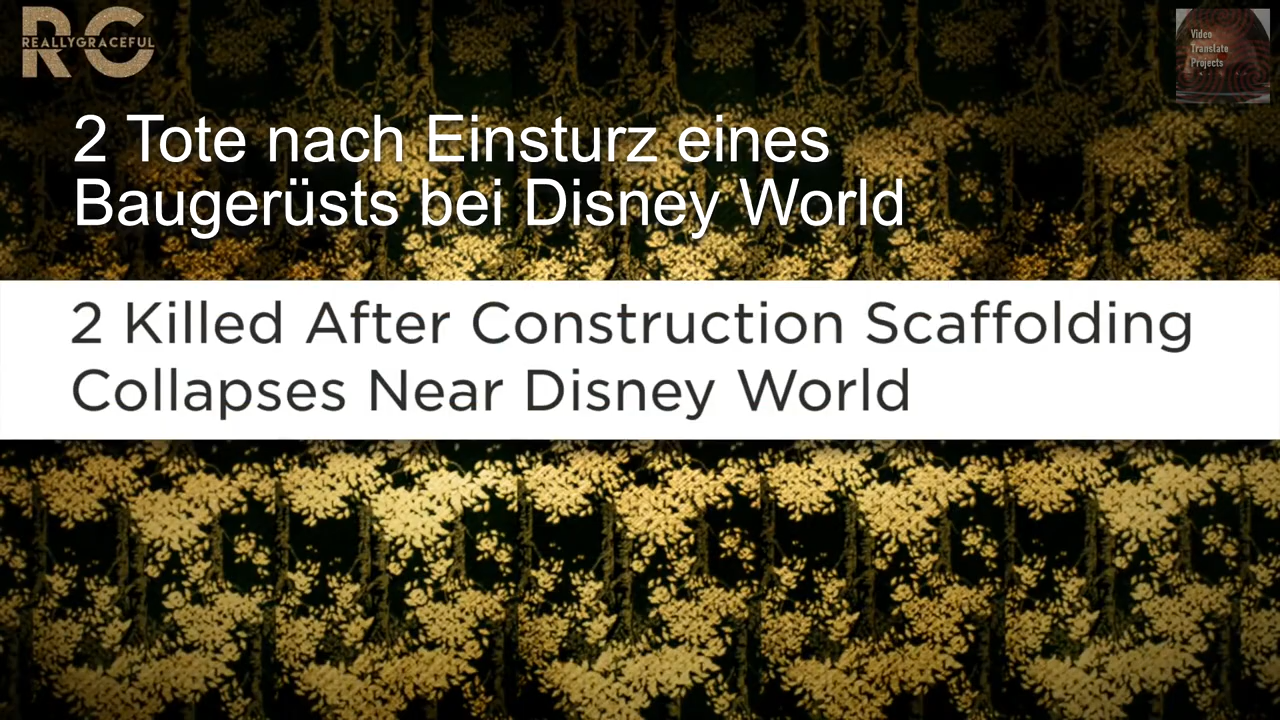 RC
REALLYGRACEFUL
Video
Translate
Projects
2 Tote nach Einsturz eines
Baugerüsts bei Disney World
2 Killed After Construction Scaffolding
Collapses Near Disney World